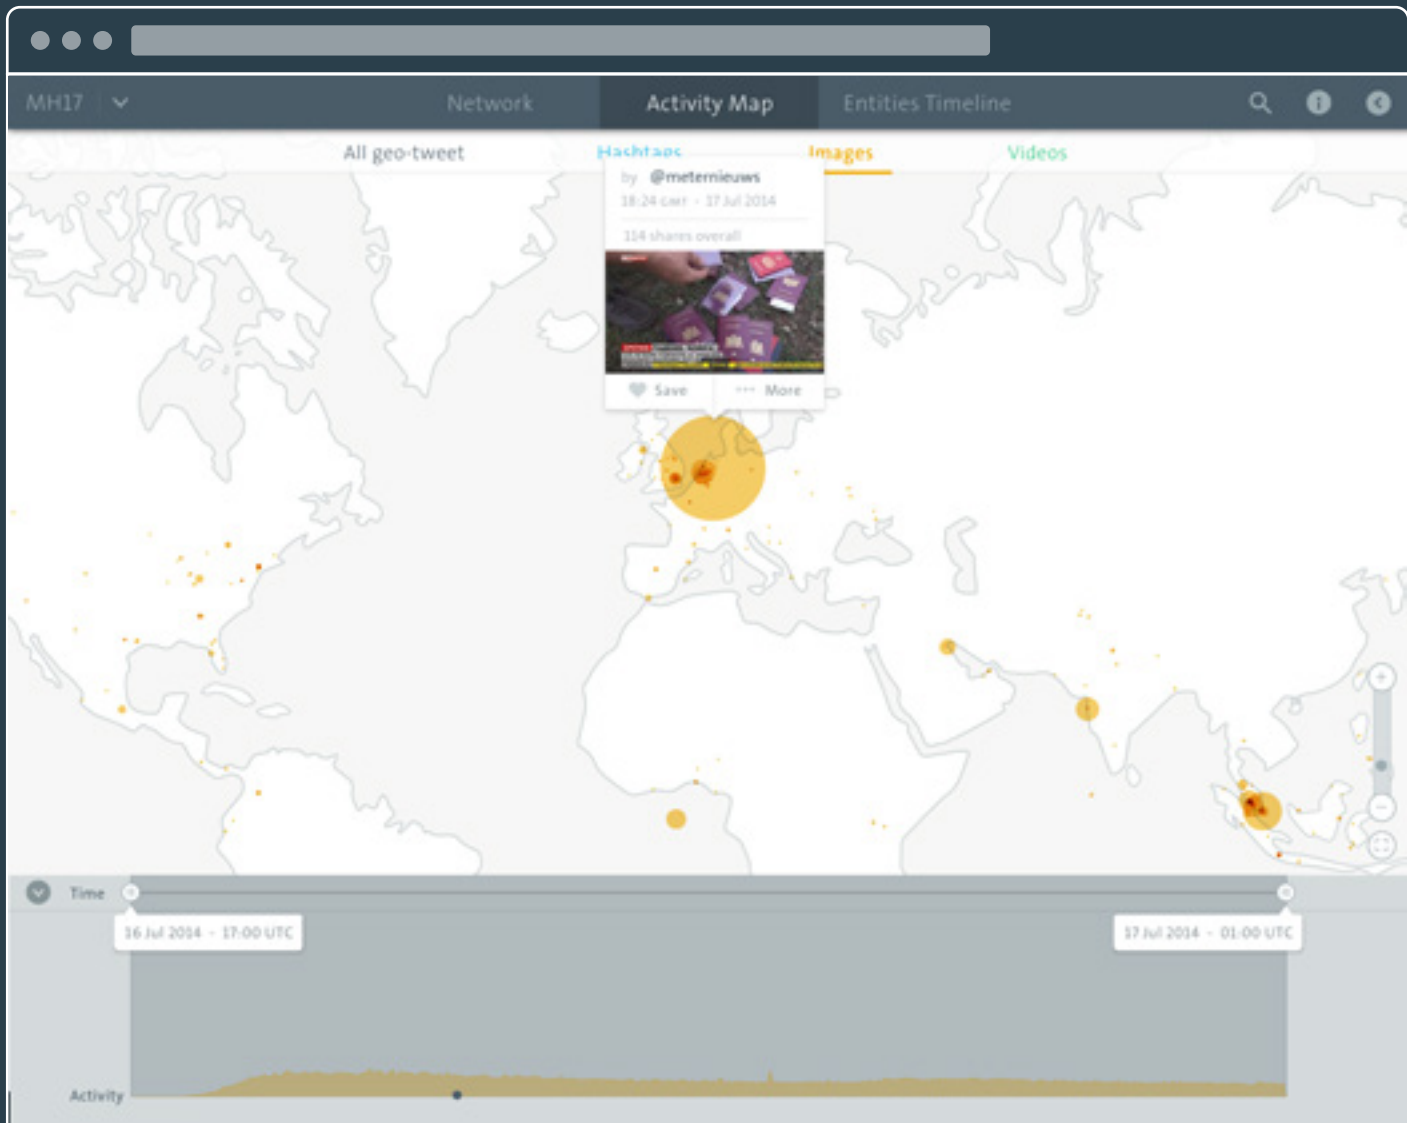 MH17
Network
Activity Map
Entities Timeline
All geo-tweet
Hashtags
Images
Videos
by @meternieuws
18:24 GMT - 17 Jul 2014
114 shares overall
Save
More
Time
16 Jul 2014 - 17:00 UTC
17 Jul 2014 - 01:00 UTC
Activity